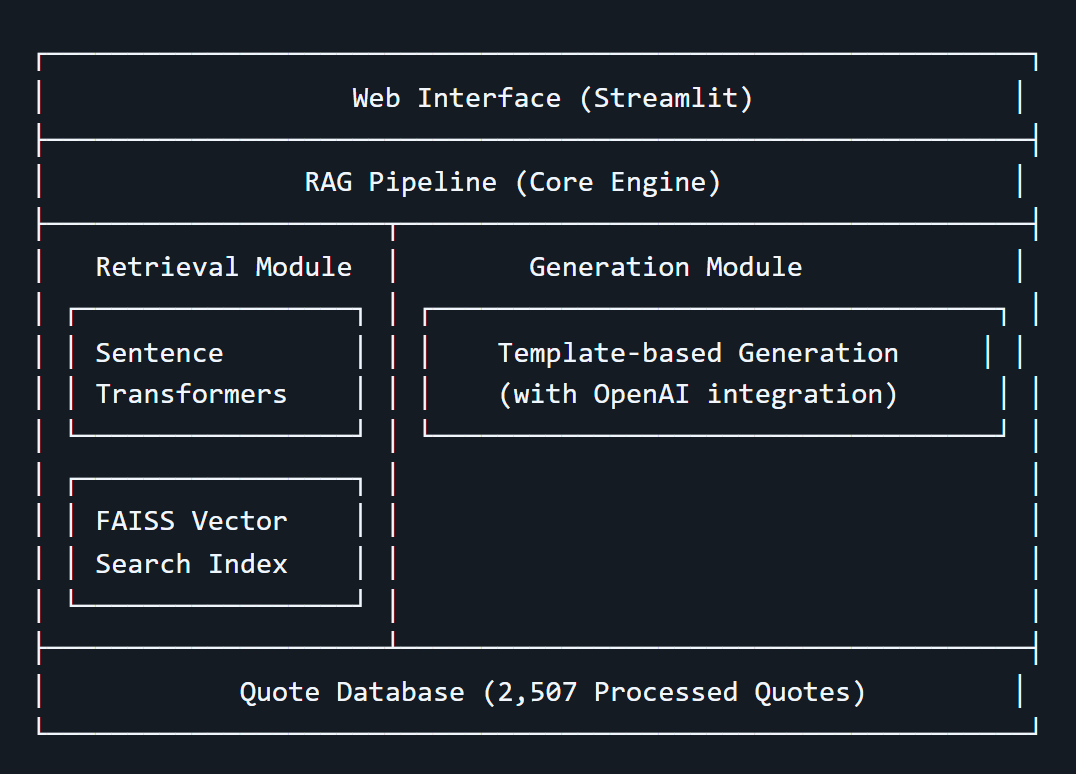 Web Interface (Streamlit)
RAG Pipeline (Core Engine)
Retrieval Module
Sentence
Transformers
FAISS Vector
Search Index
Generation Module
Template-based Generation
(with OpenAI integration)
Quote Database (2,507 Processed Quotes)